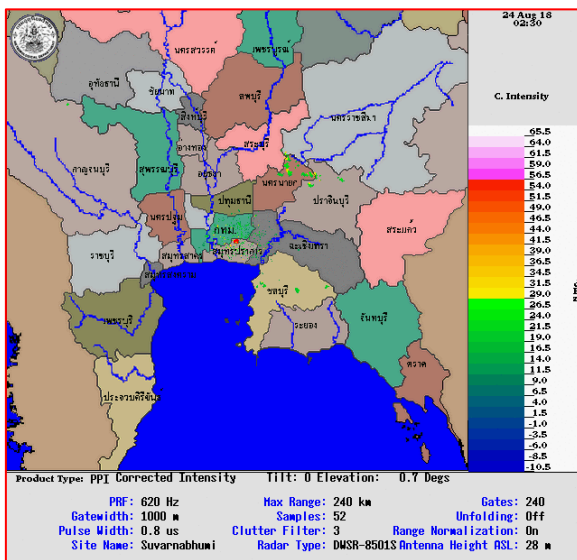 24 Aug 18
02:30
C. Intensity
นครสวรรค์
เพชรบูรณ์
อุทัยธานี
ชัยนาท
ลพบุรี
สิงห์บุรี
อ่างทอง
สระบุรี
กาญจนบุรี
สุพรรณบุรี
นครนายก
ปราจีนบุรี
ปทุมธานี
นครปฐม
กทม.
สระแก้ว
ราชบุรี
สมุทรสาคร
สมุทรปราการ
ฉะเชิงเทรา
สมุทรสงคราม
ชลบุรี
เพชรบุรี
ระยอง
จันทบุรี
ตราด
ประจวบคีรีขันธ์
65.5
64.0
61.5
59.0
56.5
54.0
51.5
49.0
46.5
44.0
41.5
39.0
36.5
34.0
31.5
29.0
26.5
24.0
21.5
19.0
16.5
14.0
11.5
9.0
6.5
4.0
1.5
-1.0
-3.5
-6.0
-8.5
-10.5
Product Type: PPI Corrected Intensity Tilt: 0 Elevation: 0.7 Degs
PRF: 620 Hz Max Range: 240 km Gates: 240
Gatewidth: 1000 m Samples: 52 Unfolding: Off
Pulse Width: 0.8 us Clutter Filter: 3 Range Normalization: On
Site Name: Suvarnabhumi Radar Type: DWSR-8501S Antenna Height ASL: 28 m